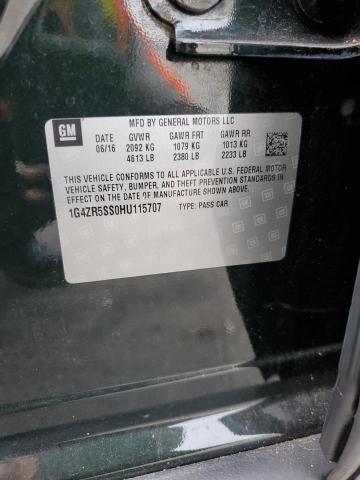 MFD BY GENERAL MOTORS LLC
GM
DATE GVWR GAWR FRT GAWR RR
06/16 2092 KG 1079 KG 1013 KG
4613 LB 2380 LB 2233 LB
THIS VEHICLE CONFORMS TO ALL APPLICABLE U.S. FEDERAL MOTOR
VEHICLE SAFETY, BUMPER, AND THEFT PREVENTION STANDARDS IN
EFFECT ON THE DATE OF MANUFACTURE SHOWN ABOVE.
1G4ZR5SS0HU115707 TYPE: PASS CAR